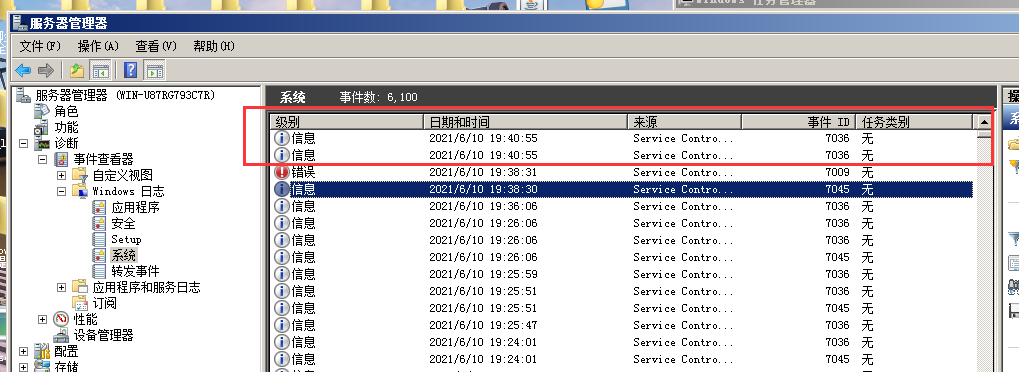 Windows 任务管理器
服务器管理器
文件(F) 操作(A) 查看(V) 帮助(H)
服务器管理器 (WIN-U87RG793C7R)
角色
功能
诊断
事件查看器
自定义视图
Windows 日志
应用程序
安全
Setup
系统
转发事件
应用程序和服务日志
订阅
性能
设备管理器
配置
存储
系统 事件数: 6,100
级别 日期和时间 来源 事件 ID 任务类别
信息 2021/6/10 19:40:55 Service Contro... 7036 无
信息 2021/6/10 19:40:55 Service Contro... 7036 无
错误 2021/6/10 19:38:31 Service Contro... 7009 无
信息 2021/6/10 19:38:30 Service Contro... 7045 无
信息 2021/6/10 19:36:06 Service Contro... 7036 无
信息 2021/6/10 19:26:06 Service Contro... 7036 无
信息 2021/6/10 19:26:06 Service Contro... 7036 无
信息 2021/6/10 19:26:06 Service Contro... 7045 无
信息 2021/6/10 19:25:59 Service Contro... 7036 无
信息 2021/6/10 19:25:51 Service Contro... 7036 无
信息 2021/6/10 19:25:51 Service Contro... 7045 无
信息 2021/6/10 19:25:47 Service Contro... 7036 无
信息 2021/6/10 19:24:01 Service Contro... 7036 无
信息 2021/6/10 19:24:01 Service Contro... 7045 无